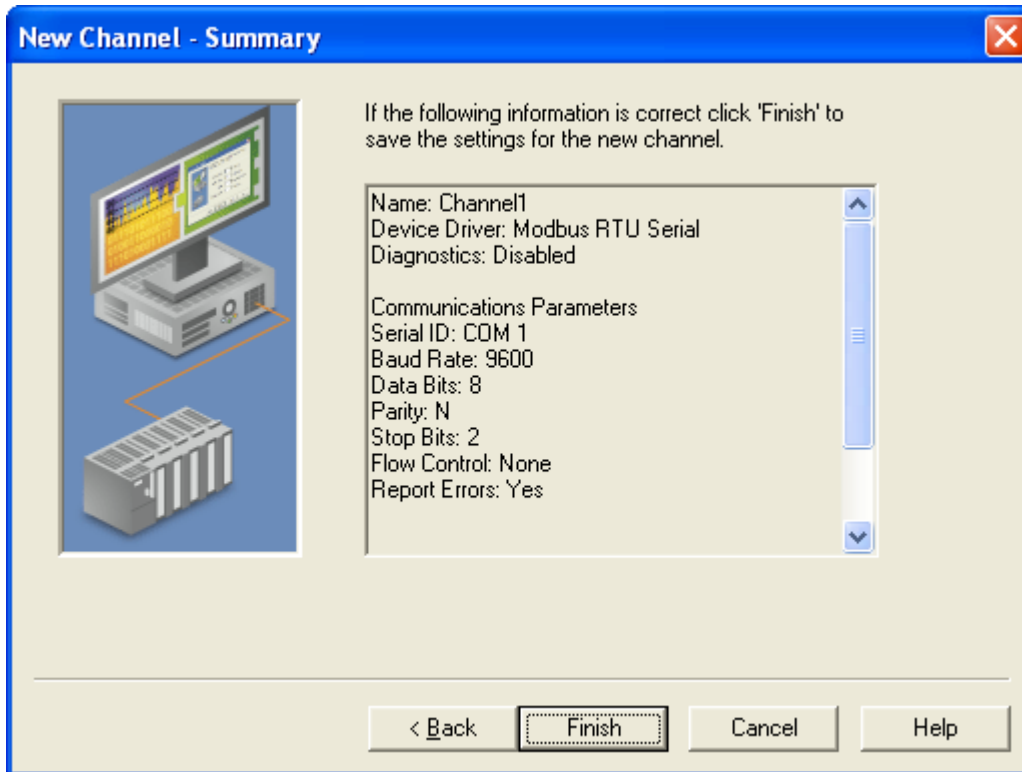 New Channel - Summary
If the following information is correct click 'Finish' to
save the settings for the new channel.
Name: Channel1
Device Driver: Modbus RTU Serial
Diagnostics: Disabled
Communications Parameters
Serial ID: COM 1
Baud Rate: 9600
Data Bits: 8
Parity: N
Stop Bits: 2
Flow Control: None
Report Errors: Yes
< Back Finish Cancel Help